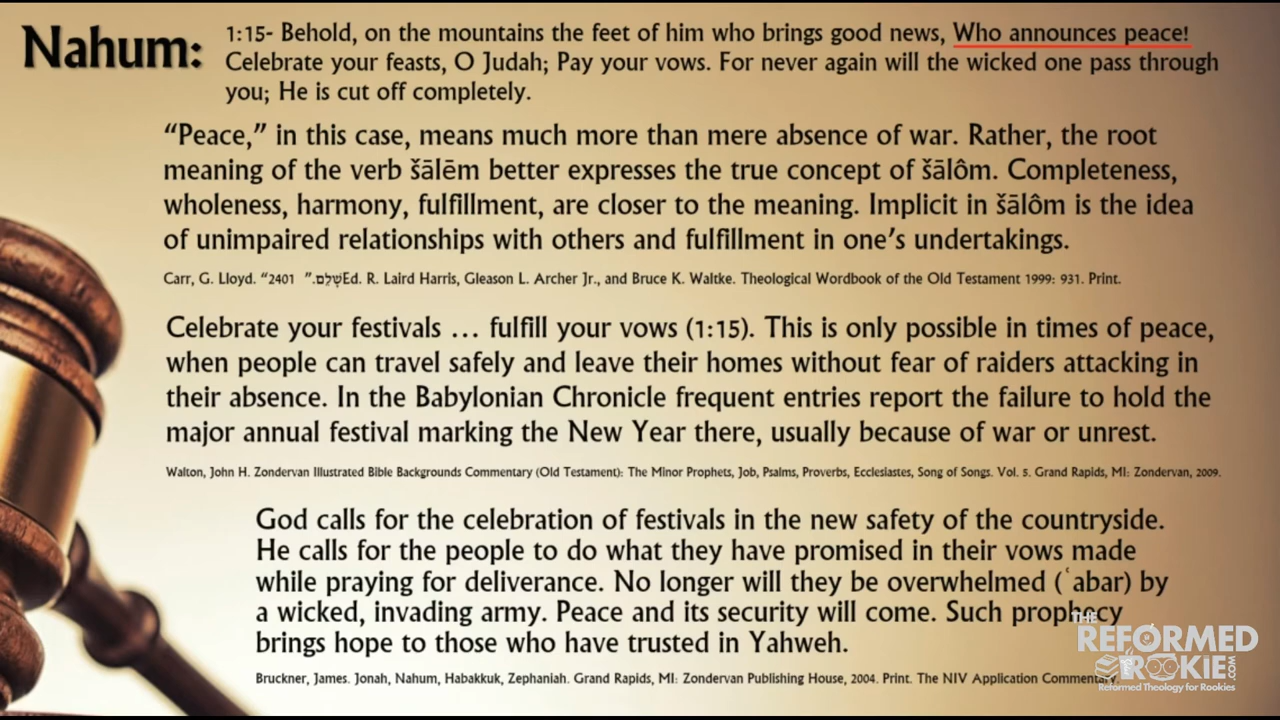 Nahum:
1:15- Behold, on the mountains the feet of him who brings good news, Who announces peace!
Celebrate your feasts, O Judah; Pay your vows. For never again will the wicked one pass through
you; He is cut off completely.
“Peace,” in this case, means much more than mere absence of war. Rather, the root
meaning of the verb šālēm better expresses the true concept of šālôm. Completeness,
wholeness, harmony, fulfillment, are closer to the meaning. Implicit in šālôm is the idea
of unimpaired relationships with others and fulfillment in one’s undertakings.
Carr, G. Lloyd. “2401 ”.שָׁלֵם Ed. R. Laird Harris, Gleason L. Archer Jr., and Bruce K. Waltke. Theological Wordbook of the Old Testament 1999: 931. Print.
Celebrate your festivals … fulfill your vows (1:15). This is only possible in times of peace,
when people can travel safely and leave their homes without fear of raiders attacking in
their absence. In the Babylonian Chronicle frequent entries report the failure to hold the
major annual festival marking the New Year there, usually because of war or unrest.
Walton, John H. Zondervan Illustrated Bible Backgrounds Commentary (Old Testament): The Minor Prophets, Job, Psalms, Proverbs, Ecclesiastes, Song of Songs. Vol. 5. Grand Rapids, MI: Zondervan, 2009.
God calls for the celebration of festivals in the new safety of the countryside.
He calls for the people to do what they have promised in their vows made
while praying for deliverance. No longer will they be overwhelmed (ʿabar) by
a wicked, invading army. Peace and its security will come. Such prophecy
brings hope to those who have trusted in Yahweh.
Bruckner, James. Jonah, Nahum, Habakkuk, Zephaniah. Grand Rapids, MI: Zondervan Publishing House, 2004. Print. The NIV Application Commentary.
THE
REFORMED
ROOKIE.COM
Reformed Theology for Rookies